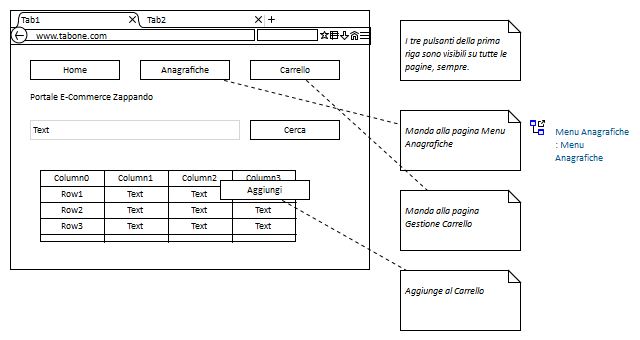 Tab1
Tab2
www.tabone.com
Home
Anagrafiche
Carrello
Portale E-Commerce Zappando
Text
Cerca
Column0 Column1 Column2 Column3
Row1 Text Text
Aggiungi
Row2 Text Text Text
Row3 Text Text Text
I tre pulsanti della prima
riga sono visibili su tutte le
pagine, sempre.
Manda alla pagina Menu
Anagrafiche
Menu Anagrafiche
: Menu
Anagrafiche
Manda alla pagina
Gestione Carrello
Aggiunge al Carrello